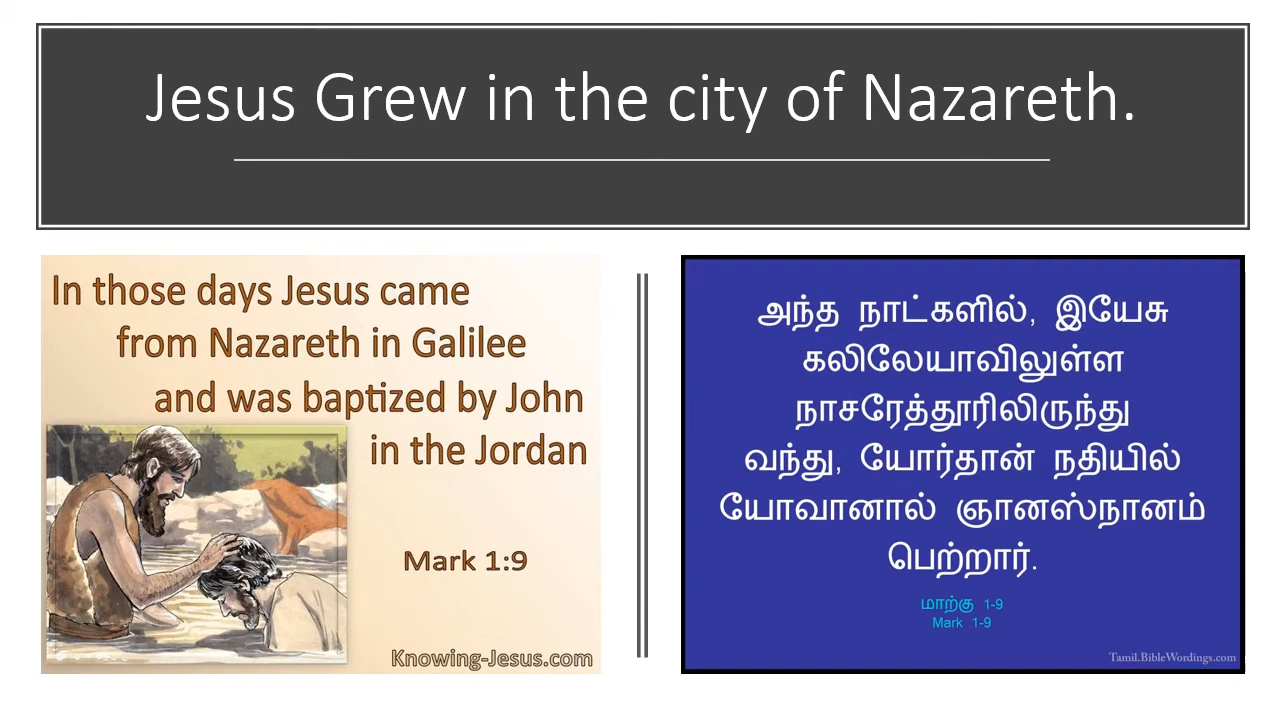 Jesus Grew in the city of Nazareth.
In those days Jesus came
from Nazareth in Galilee
and was baptized by John
in the Jordan
Mark 1:9
Knowing-Jesus.com
அந்த நாட்களில், இயேசு
கலிலேயாவிலுள்ள
நாசரேத்தூரிலிருந்து
வந்து, யோர்தான் நதியில்
யோவானால் ஞானஸ்நானம்
பெற்றார்.
மாற்கு 1-9
Mark 1-9
Tamil.BibleWordings.com